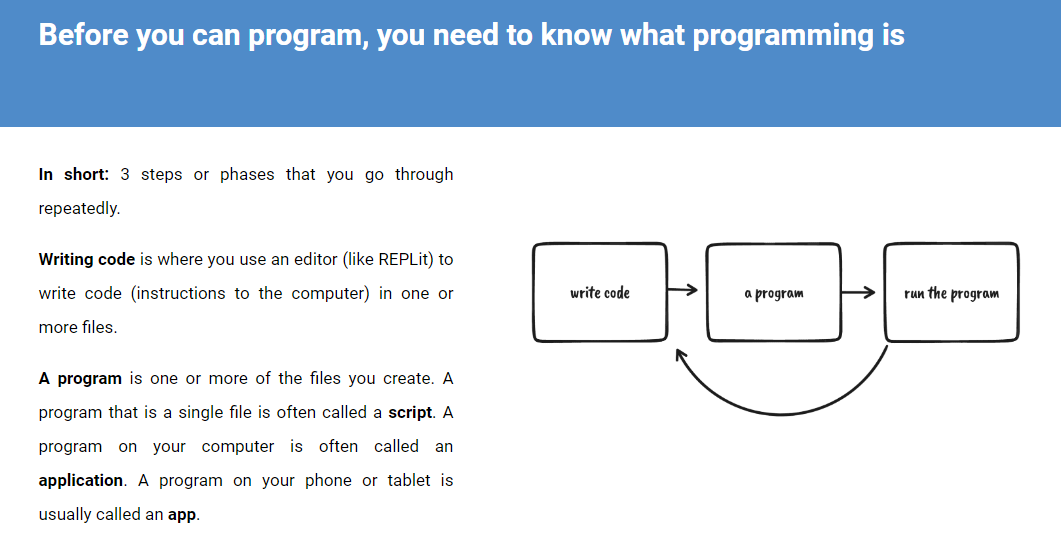 Before you can program, you need to know what programming is
In short: 3 steps or phases that you go through
repeatedly.
Writing code is where you use an editor (like REPLit) to
write code (instructions to the computer) in one or
more files.
A program is one or more of the files you create. A
program that is a single file is often called a script. A
program on your computer is often called an
application. A program on your phone or tablet is
usually called an app.
write code
a program
run the program